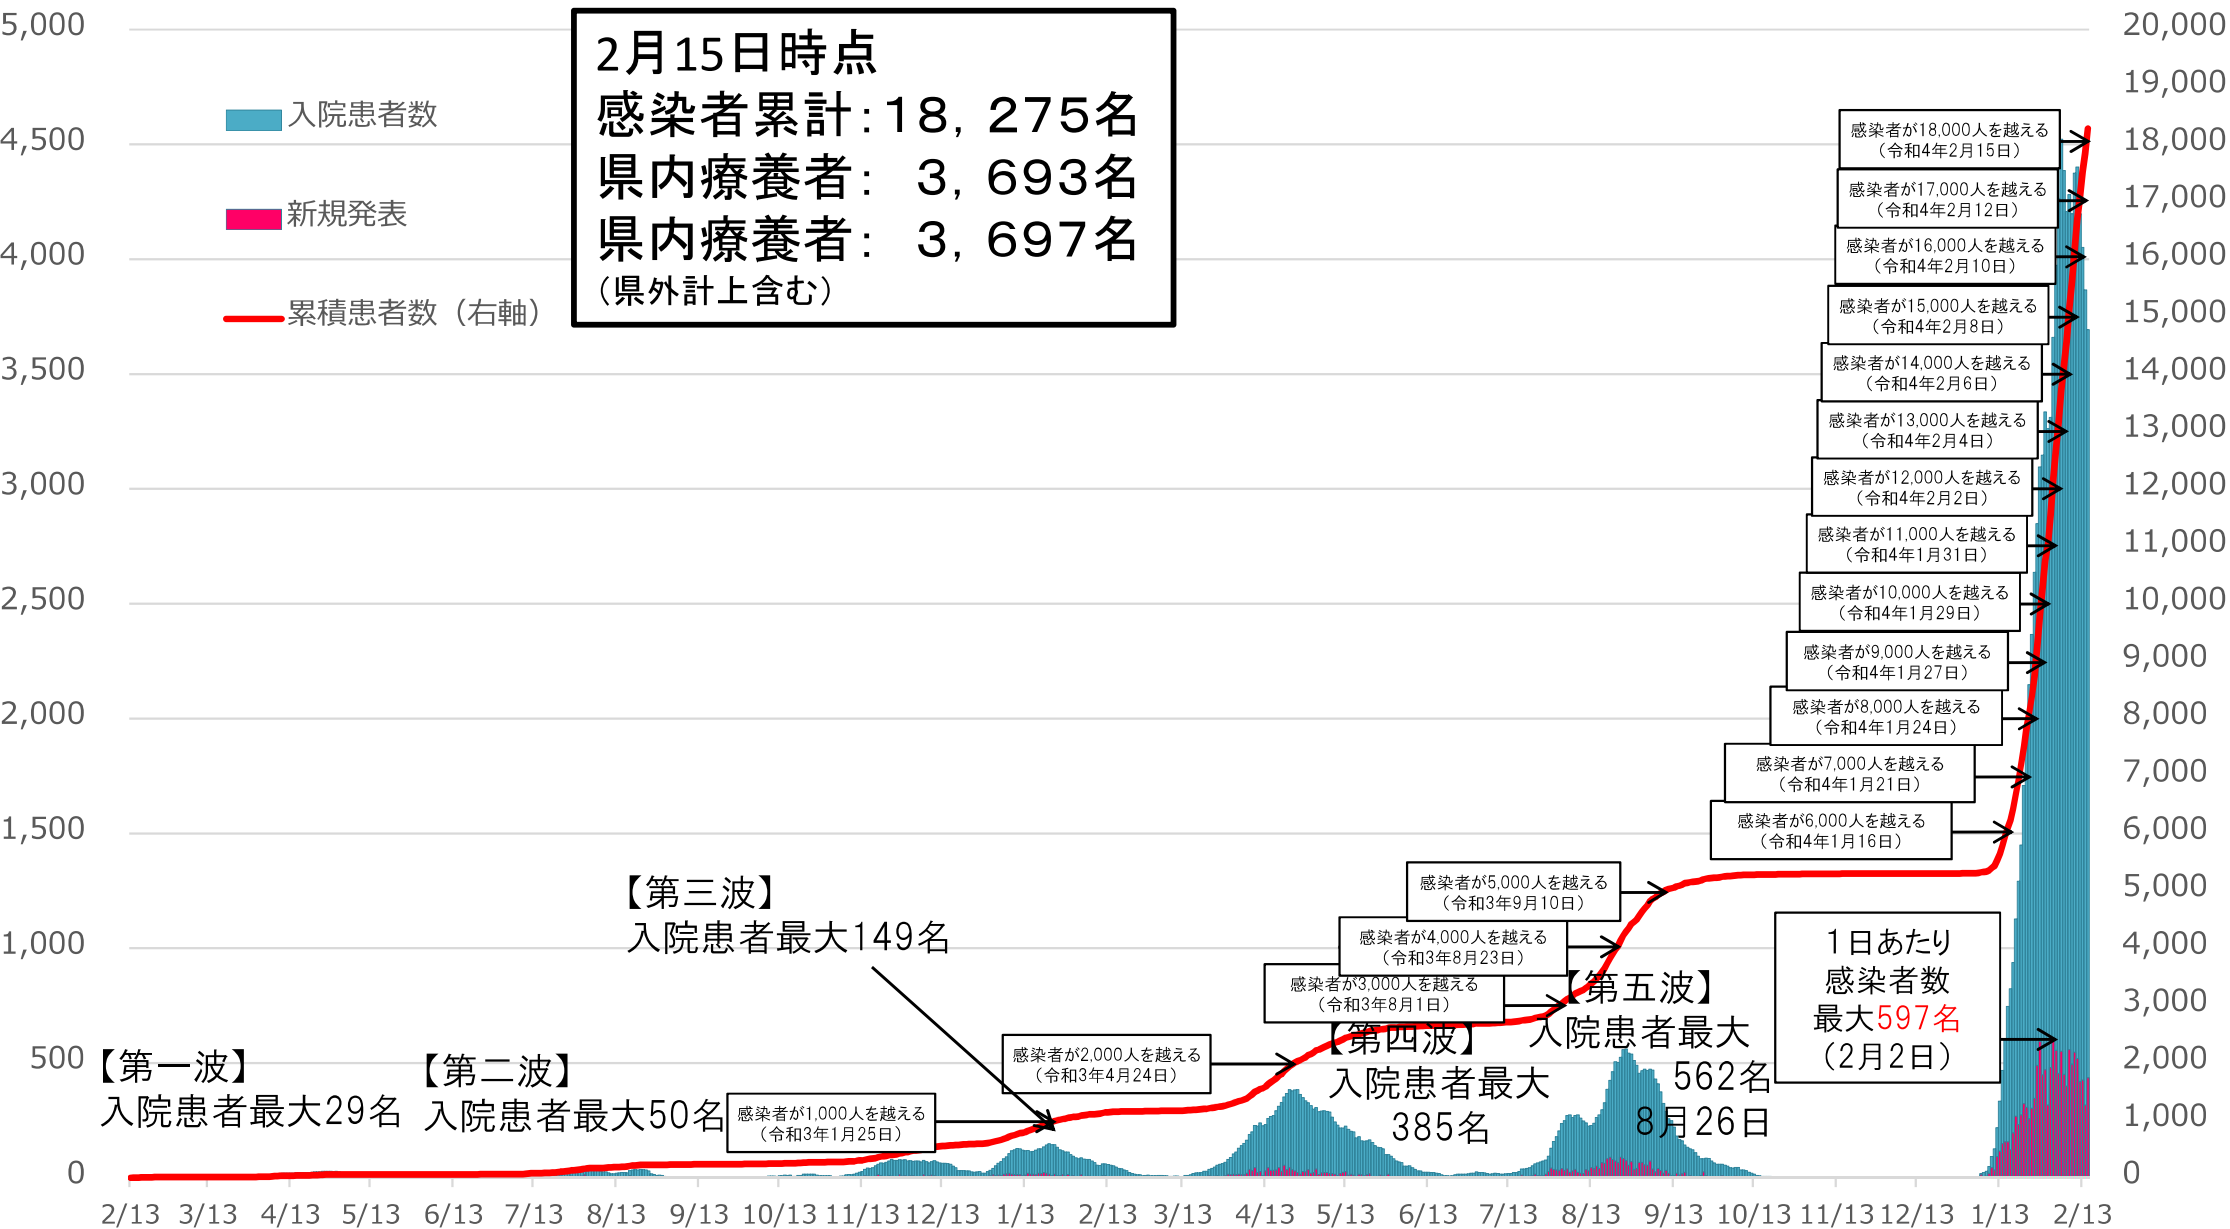 2月15日時点
感染者累計：１８，２７５名
県内療養者：　３，６９３名
県内療養者：　３，６９７名
（県外計上含む）
入院患者数
新規発表
累積患者数（右軸）
5,000
4,500
4,000
3,500
3,000
2,500
2,000
1,500
1,000
500
0
20,000
19,000
18,000
17,000
16,000
15,000
14,000
13,000
12,000
11,000
10,000
9,000
8,000
7,000
6,000
5,000
4,000
3,000
2,000
1,000
0
感染者が18,000人を越える
（令和4年2月15日）
感染者が17,000人を越える
（令和4年2月12日）
感染者が16,000人を越える
（令和4年2月10日）
感染者が15,000人を越える
（令和4年2月8日）
感染者が14,000人を越える
（令和4年2月6日）
感染者が13,000人を越える
（令和4年2月4日）
感染者が12,000人を越える
（令和4年2月2日）
感染者が11,000人を越える
（令和4年1月31日）
感染者が10,000人を越える
（令和4年1月29日）
感染者が9,000人を越える
（令和4年1月27日）
感染者が8,000人を越える
（令和4年1月24日）
感染者が7,000人を越える
（令和4年1月21日）
感染者が6,000人を越える
（令和4年1月16日）
感染者が5,000人を越える
（令和3年9月10日）
感染者が4,000人を越える
（令和3年8月23日）
感染者が3,000人を越える
（令和3年8月1日）
感染者が2,000人を越える
（令和3年4月24日）
感染者が1,000人を越える
（令和3年1月25日）
【第一波】
入院患者最大29名
【第二波】
入院患者最大50名
【第三波】
入院患者最大149名
【第四波】
入院患者最大
385名
【第五波】
入院患者最大
562名
8月26日
１日あたり
感染者数
最大597名
（2月2日）
2/13
3/13
4/13
5/13
6/13
7/13
8/13
9/13
10/13
11/13
12/13
1/13
2/13
3/13
4/13
5/13
6/13
7/13
8/13
9/13
10/13
11/13
12/13
1/13
2/13